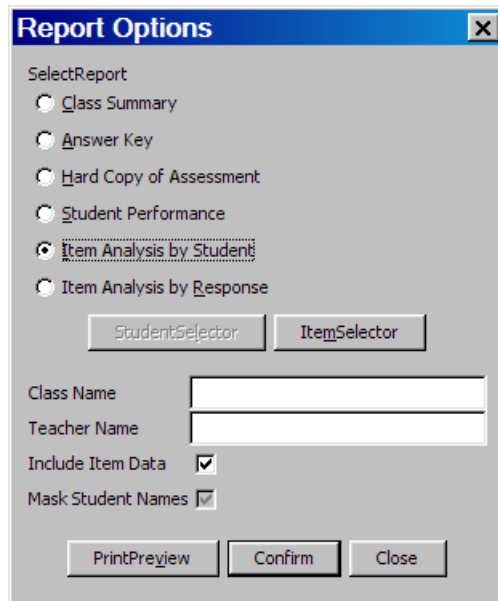 Report Options
SelectReport
Class Summary
Answer Key
Hard Copy of Assessment
Student Performance
Item Analysis by Student
Item Analysis by Response
StudentSelector ItemSelector
Class Name
Teacher Name
Include Item Data
Mask Student Names
PrintPreview Confirm Close